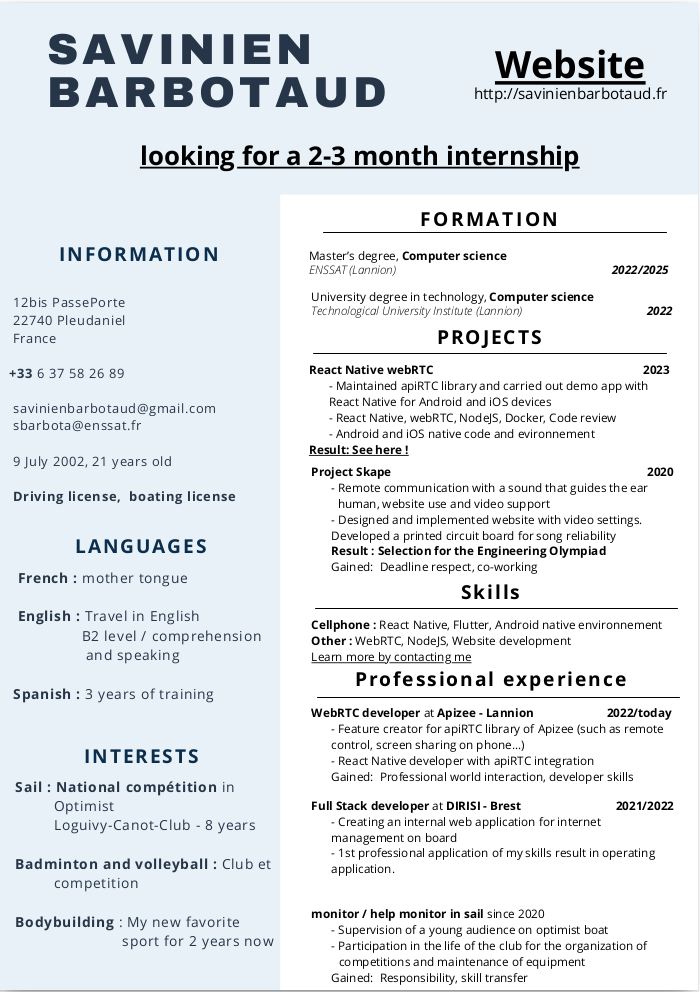 SAVINIEN
BARBOTAUD
Website
http://savinienbarbotaud.fr
looking for a 2-3 month internship
INFORMATION
12bis PassePorte
22740 Pleudaniel
France
+33 6 37 58 26 89
savinienbarbotaud@gmail.com
sbarbota@enssat.fr
9 July 2002, 21 years old
Driving license, boating license
LANGUAGES
French : mother tongue
English : Travel in English
B2 level / comprehension
and speaking
Spanish : 3 years of training
INTERESTS
Sail : National compétition in
Optimist
Loguivy-Canot-Club - 8 years
Badminton and volleyball : Club et
competition
Bodybuilding : My new favorite
sport for 2 years now
FORMATION
Master's degree, Computer science
ENSSAT (Lannion) 2022/2025
University degree in technology, Computer science
Technological University Institute (Lannion) 2022
PROJECTS
React Native webRTC 2023
- Maintained apiRTC library and carried out demo app with
React Native for Android and iOS devices
- React Native, webRTC, NodeJS, Docker, Code review
- Android and iOS native code and evironnement
Result: See here !
Project Skape 2020
- Remote communication with a sound that guides the ear
human, website use and video support
- Designed and implemented website with video settings.
Developed a printed circuit board for song reliability
Result : Selection for the Engineering Olympiad
Gained: Deadline respect, co-working
Skills
Cellphone : React Native, Flutter, Android native environnement
Other : WebRTC, NodeJS, Website development
Learn more by contacting me
Professional experience
WebRTC developer at Apizee - Lannion 2022/today
- Feature creator for apiRTC library of Apizee (such as remote
control, screen sharing on phone...)
- React Native developer with apiRTC integration
Gained: Professional world interaction, developer skills
Full Stack developer at DIRISI - Brest 2021/2022
- Creating an internal web application for internet
management on board
- 1st professional application of my skills result in operating
application.
monitor / help monitor in sail since 2020
- Supervision of a young audience on optimist boat
- Participation in the life of the club for the organization of
competitions and maintenance of equipment
Gained: Responsibility, skill transfer